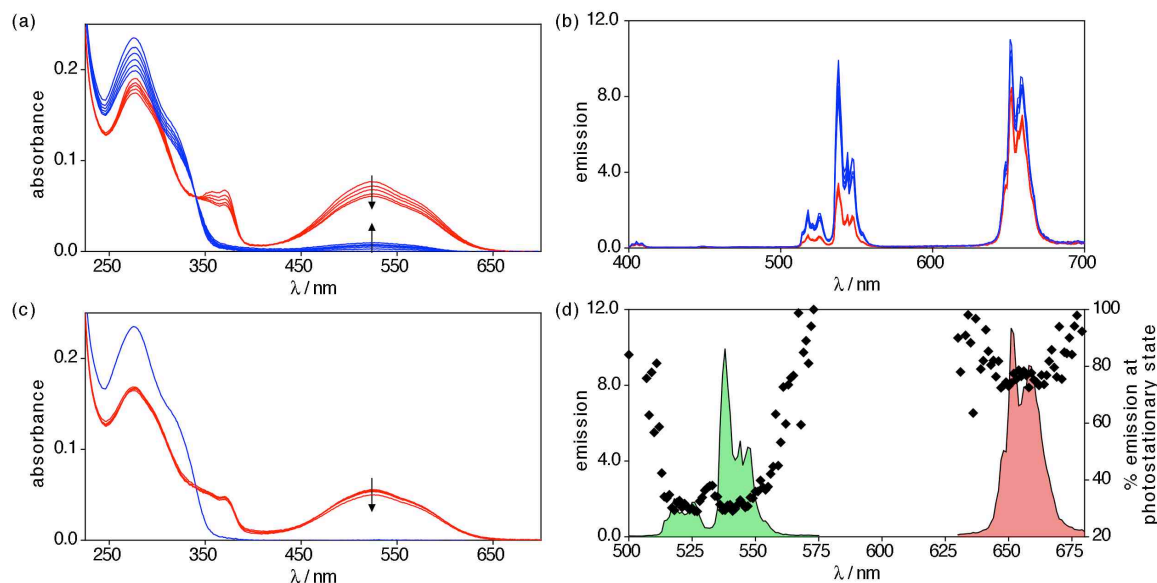 (a)
absorbance
0.2
0.1
0.0
250
350
450
550
650
λ / nm
(b)
emission
12.0
8.0
4.0
0.0
400
500
600
700
λ / nm
(c)
absorbance
0.2
0.1
0.0
250
350
450
550
650
λ / nm
(d)
emission
12.0
8.0
4.0
0.0
500
525
550
575
600
625
650
675
λ / nm
100
80
60
40
20
% emission at
photostationary state